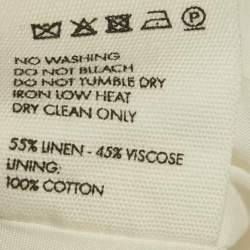 NO WASHING
DO NOT BLEACH
DO NOT TUMBLE DRY
IRON LOW HEAT
DRY CLEAN ONLY
55% LINEN - 45% VISCOSE
LINING:
100% COTTON